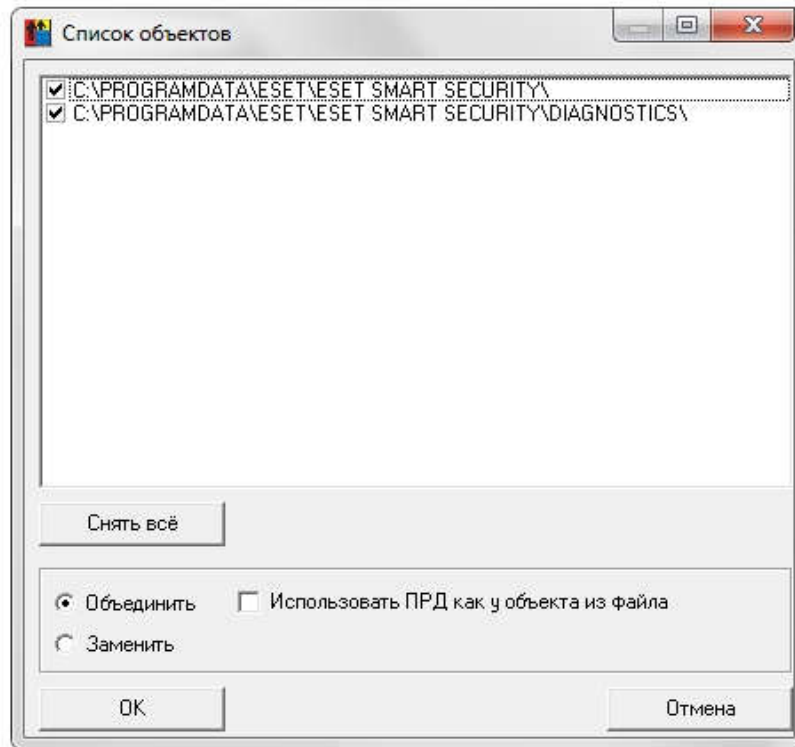 Список объектов
C:\PROGRAMDATA\ESET\ESET SMART SECURITY\
C:\PROGRAMDATA\ESET\ESET SMART SECURITY\DIAGNOSTICS\
Снять всё
Объединить Использовать ПРД как у объекта из файла
Заменить
OK Отмена